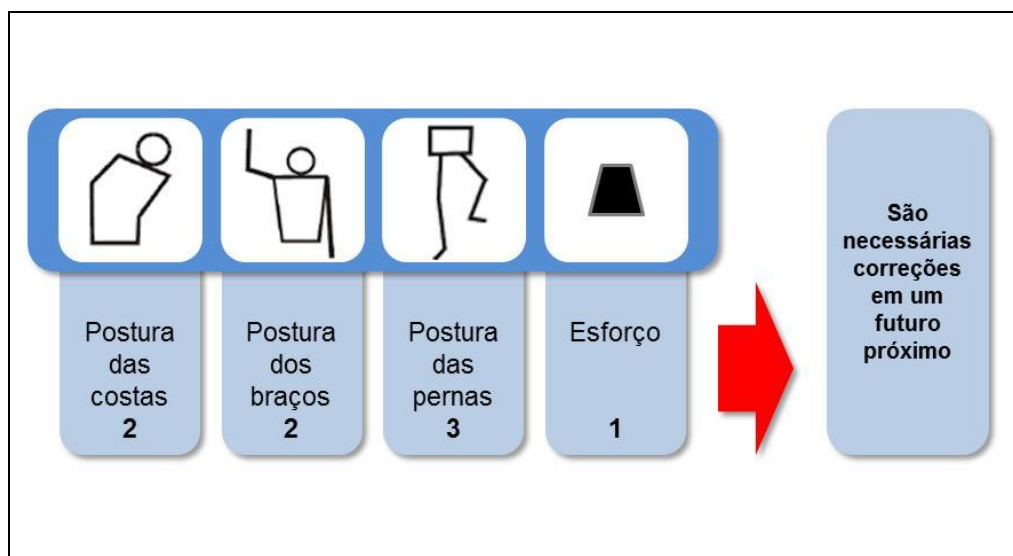 Postura
das
costas
2
Postura
dos
braços
2
Postura
das
pernas
3
Esforço
1
São
necessárias
correções
em um
futuro
próximo